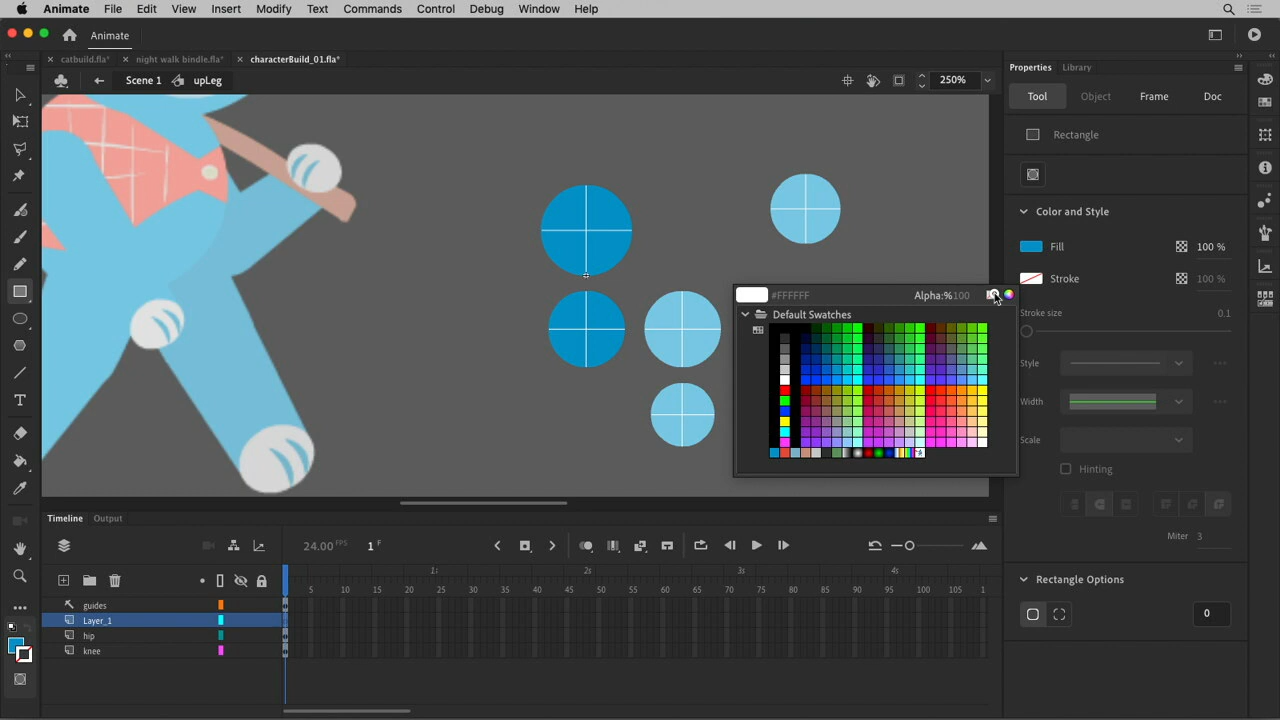 Animate File Edit View Insert Modify Text Commands Control Debug Window Help
Animate
catbuild.fla* night walk bindle.fla* characterBuild_01.fla*
Scene 1 upLeg 250%
Properties Library
Tool Object Frame Doc
Rectangle
Color and Style
Fill 100 %
Stroke 100 %
Stroke size 0.1
Style
Width
Scale
Hinting
Miter 3
Rectangle Options
0
#FFFFFF Alpha:% 100
Default Swatches
Timeline Output
24.00 FPS 1 F
1s 2s 3s 4s
5 10 15 20 25 30 35 40 45 50 55 60 65 70 75 80 85 90 95 100 105 1
guides
Layer_1
hip
knee